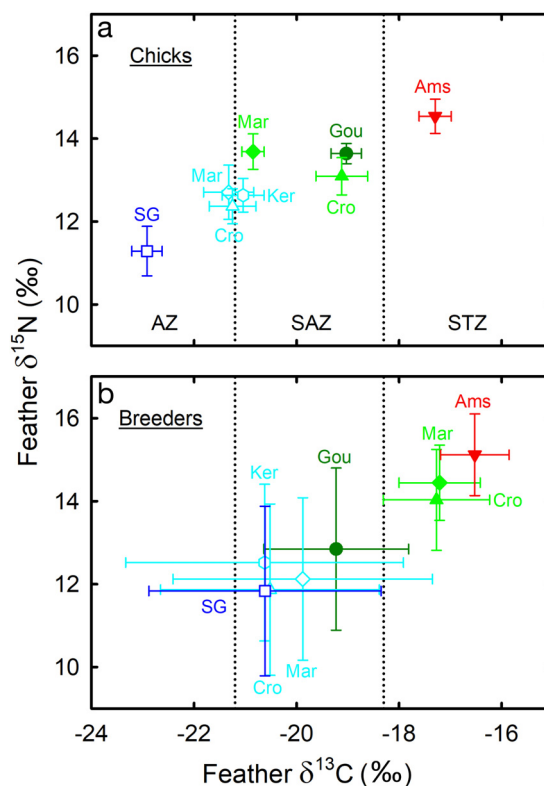 a
Chicks
16
14
12
10
Ams
Mar
Gou
Mar
Ker
Cro
Cro
SG
AZ
SAZ
STZ
Feather δ¹⁵N (‰)
b
Breeders
16
14
12
10
Ams
Mar
Gou
Ker
Cro
SG
Mar
Cro
-24
-22
-20
-18
-16
Feather δ¹³C (‰)